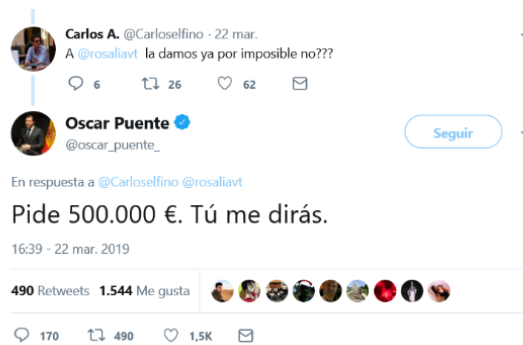 Carlos A. @Carloselfino · 22 mar.
A @rosaliavt la damos ya por imposible no???
6 26 62
Oscar Puente
@oscar_puente_
Seguir
En respuesta a @Carloselfino @rosaliavt
Pide 500.000 €. Tú me dirás.
16:39 - 22 mar. 2019
490 Retweets 1.544 Me gusta
170 490 1,5K